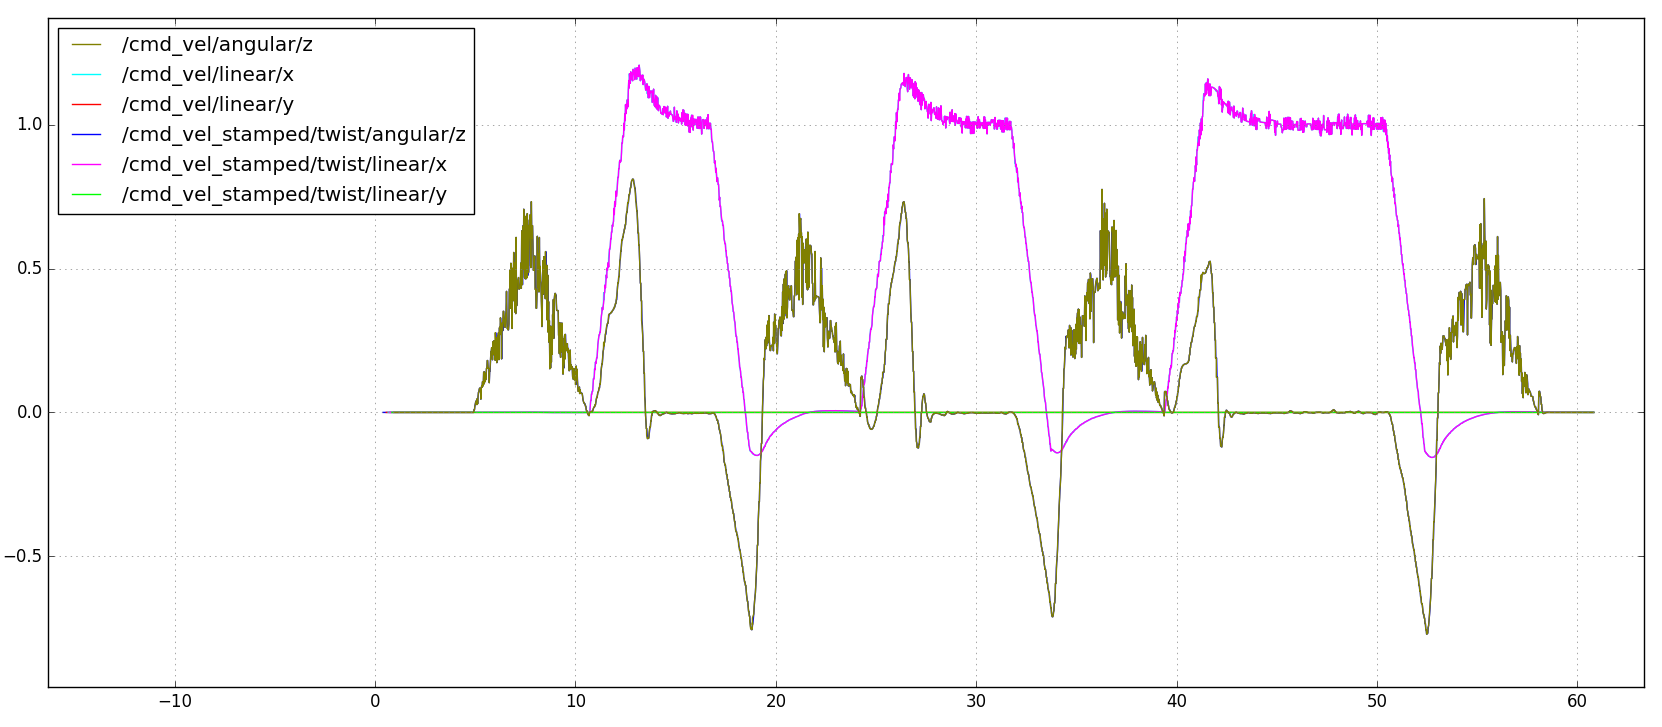 /cmd_vel/angular/z
/cmd_vel/linear/x
/cmd_vel/linear/y
/cmd_vel_stamped/twist/angular/z
/cmd_vel_stamped/twist/linear/x
/cmd_vel_stamped/twist/linear/y
1.0
0.5
0.0
−0.5
−10 0 10 20 30 40 50 60